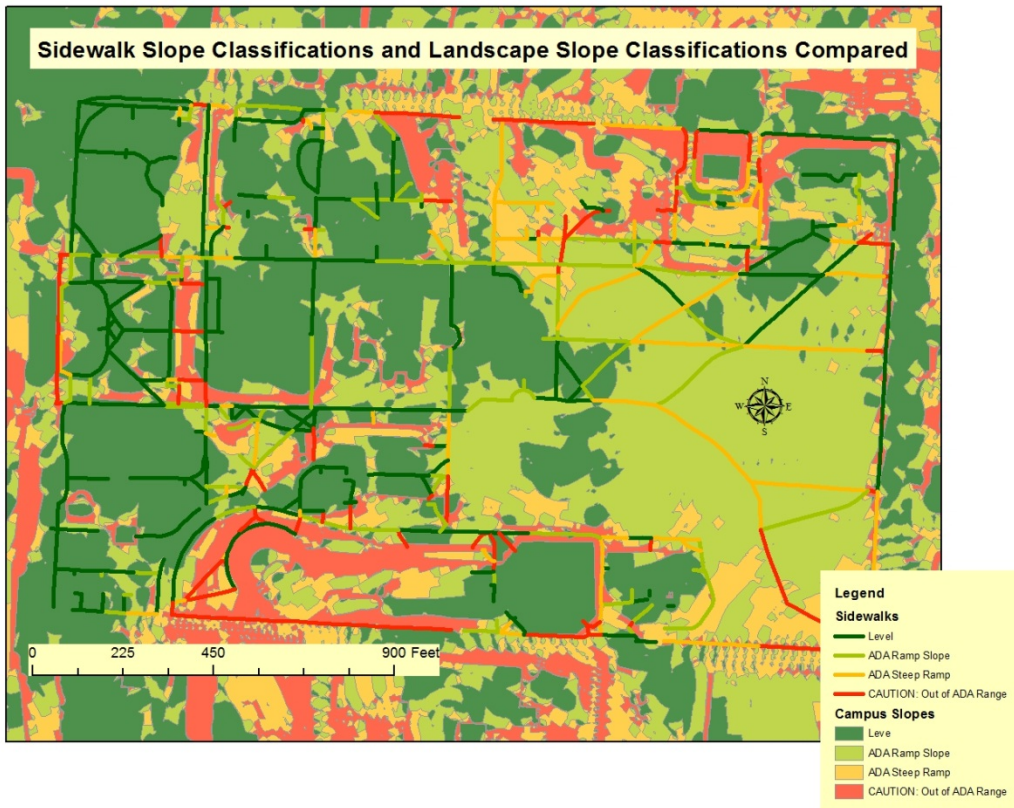 Sidewalk Slope Classifications and Landscape Slope Classifications Compared
N
W E
S
0 225 450 900 Feet
Legend
Sidewalks
Level
ADA Ramp Slope
ADA Steep Ramp
CAUTION: Out of ADA Range
Campus Slopes
Leve
ADA Ramp Slope
ADA Steep Ramp
CAUTION: Out of ADA Range